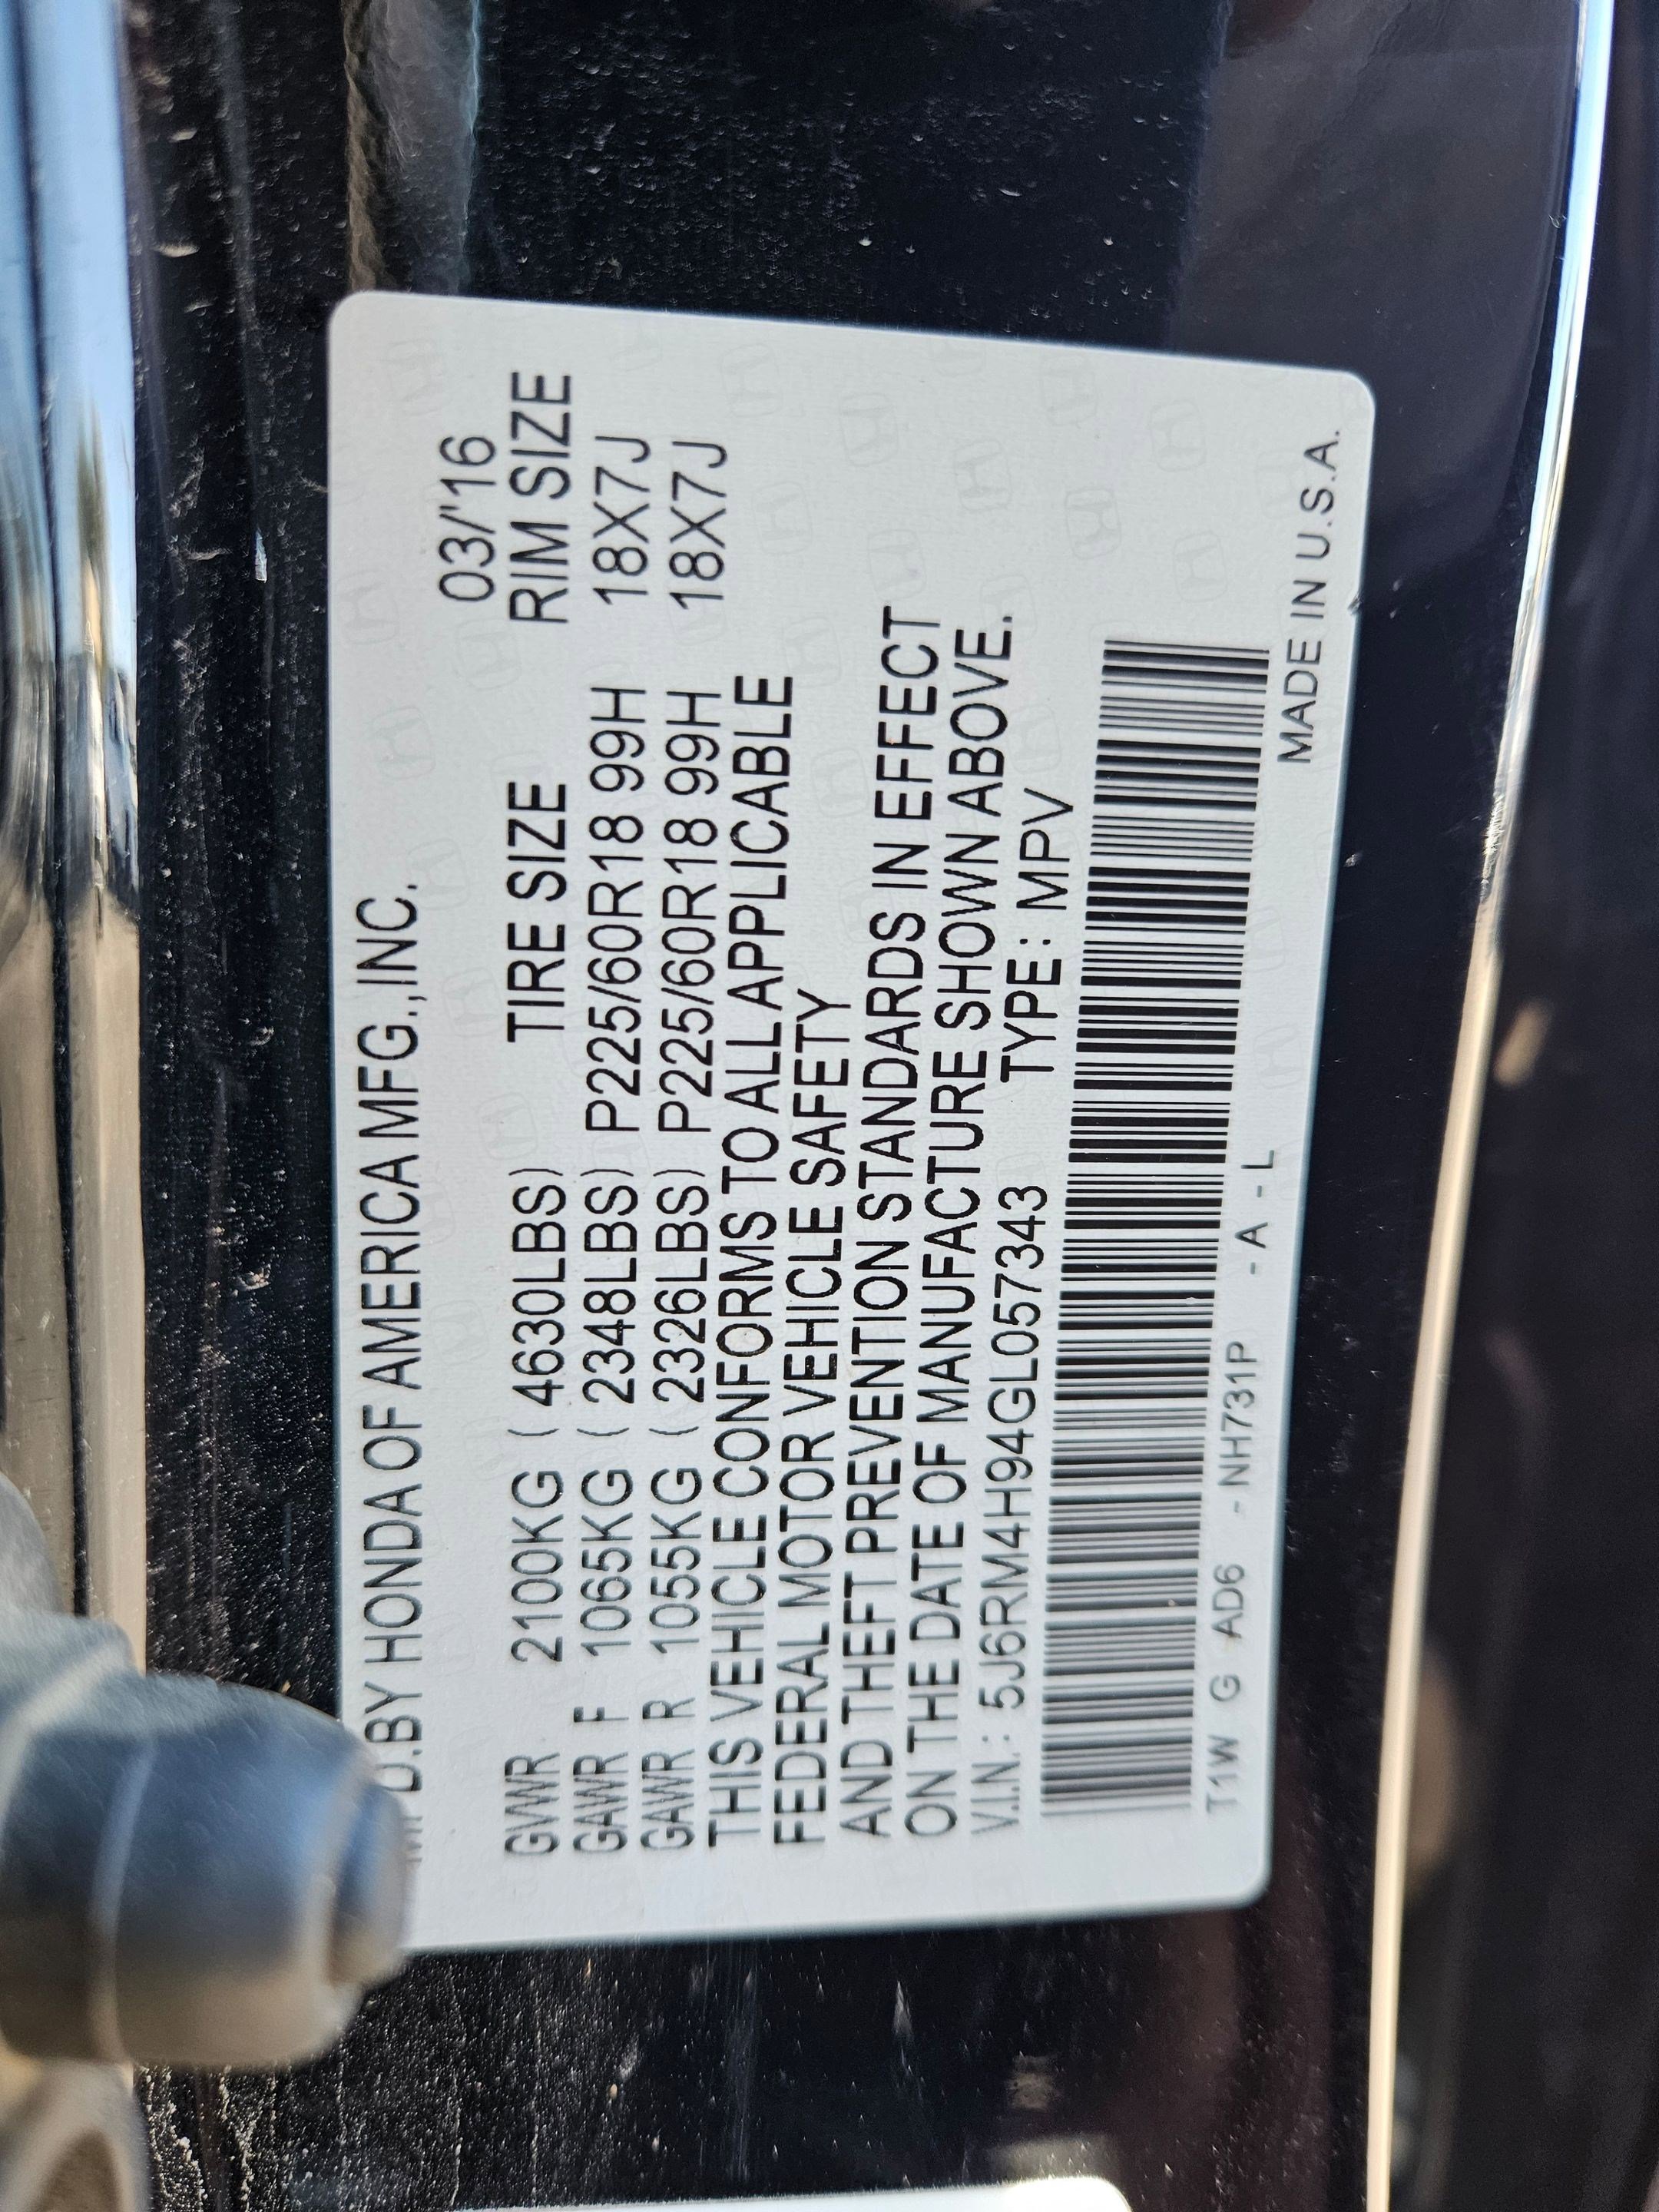 MFD.BY HONDA OF AMERICA MFG.,INC.
03/'16
TIRE SIZE RIM SIZE
GVWR 2100KG ( 4630LBS)
GAWR F 1065KG ( 2348LBS) P225/60R18 99H 18X7J
GAWR R 1055KG ( 2326LBS) P225/60R18 99H 18X7J
THIS VEHICLE CONFORMS TO ALL APPLICABLE
FEDERAL MOTOR VEHICLE SAFETY
AND THEFT PREVENTION STANDARDS IN EFFECT
ON THE DATE OF MANUFACTURE SHOWN ABOVE.
V.I.N.: 5J6RM4H94GL057343 TYPE: MPV
T1W G AD6 - NH731P - A - L
MADE IN U.S.A.